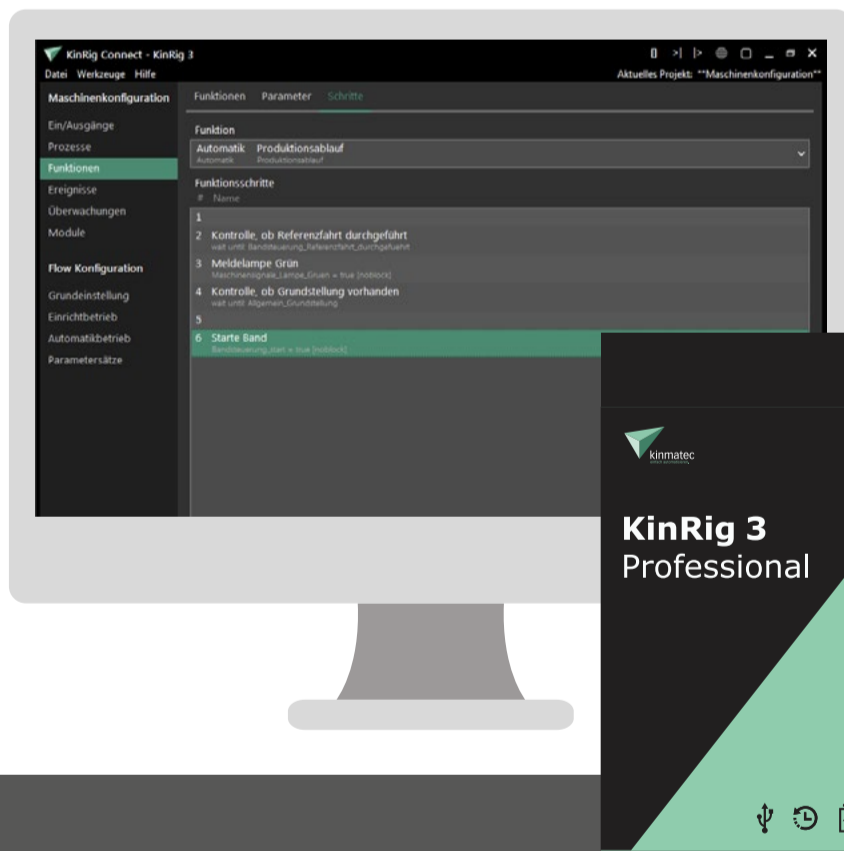 KinRig Connect - KinRig 3
Datei Werkzeuge Hilfe
Aktuelles Projekt: **Maschinenkonfiguration**
Maschinenkonfiguration
Ein/Ausgänge
Prozesse
Funktionen
Ereignisse
Überwachungen
Module
Flow Konfiguration
Grundeinstellung
Einrichtbetrieb
Automatikbetrieb
Parametersätze
Funktionen Parameter Schritte
Funktion
Automatik Produktionsablauf
Automatik Produktionsablauf
Funktionsschritte
# Name
1
2 Kontrolle, ob Referenzfahrt durchgeführt
wait until: Bandsteuerung_Referenzfahrt_durchgefuehrt
3 Meldelampe Grün
Maschinensignale_Lampe_Gruen = true [noblock]
4 Kontrolle, ob Grundstellung vorhanden
wait until: Allgemein_Grundstellung
5
6 Starte Band
Bandsteuerung_start = true [noblock]
kinmatec
KinRig 3
Professional